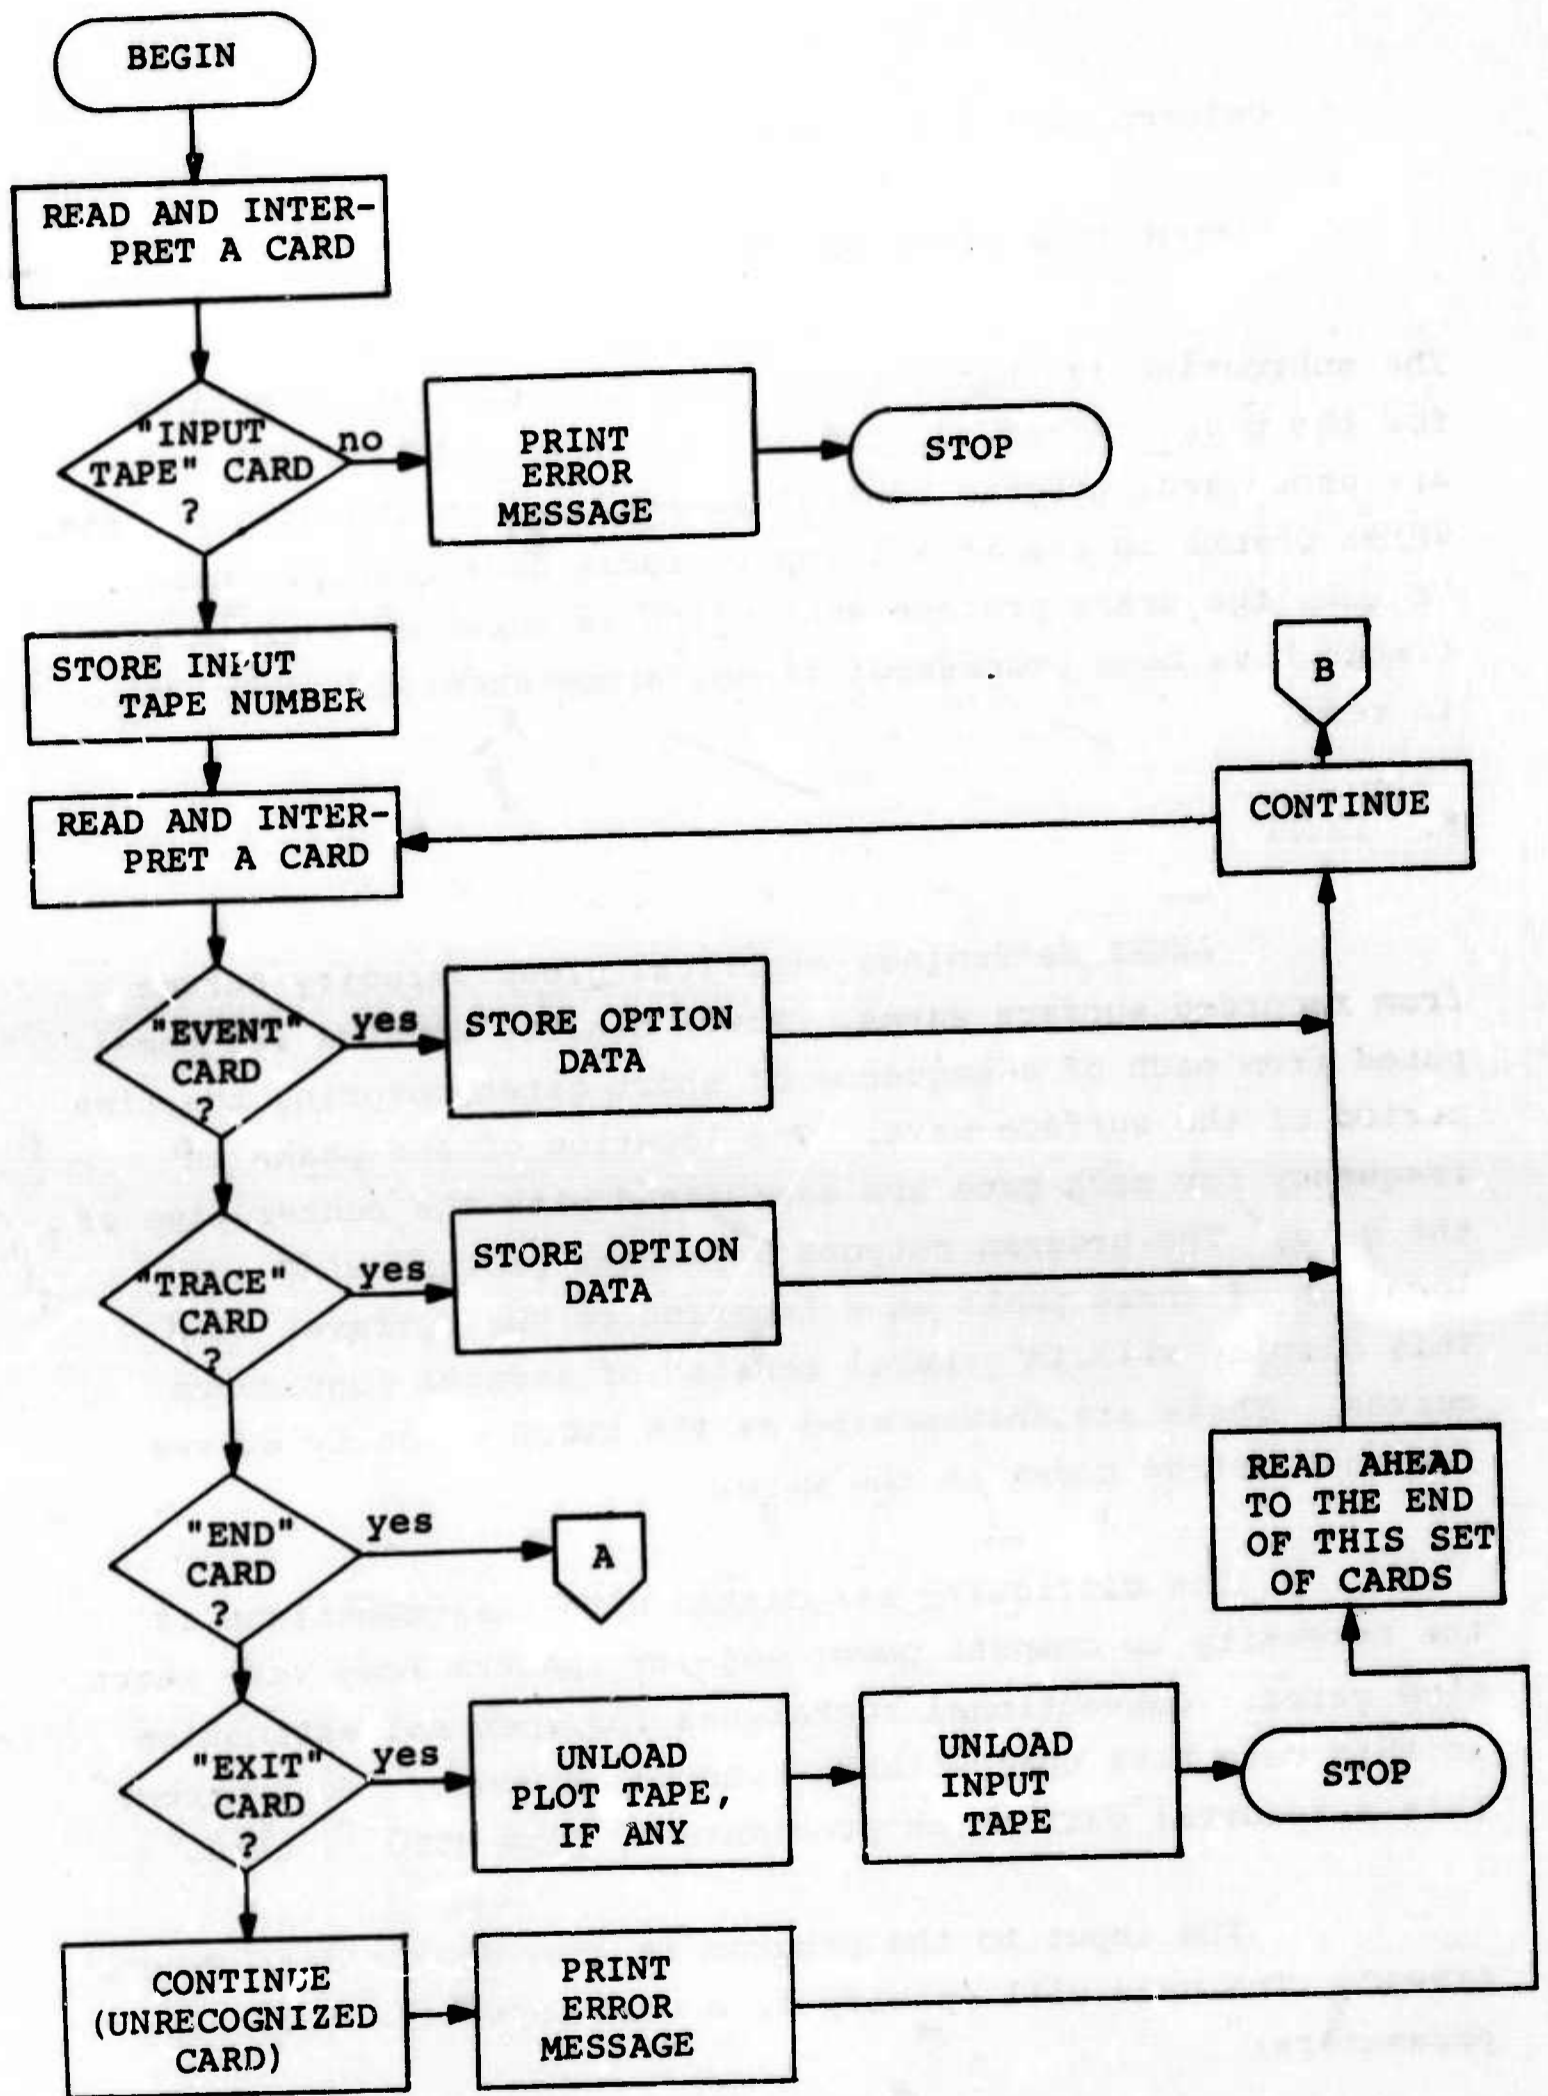 BEGIN
READ AND INTER-
PRET A CARD
"INPUT
TAPE" CARD
?
no
PRINT
ERROR
MESSAGE
STOP
STORE INPUT
TAPE NUMBER
B
READ AND INTER-
PRET A CARD
CONTINUE
"EVENT"
CARD
?
yes
STORE OPTION
DATA
"TRACE"
CARD
?
yes
STORE OPTION
DATA
READ AHEAD
TO THE END
OF THIS SET
OF CARDS
"END"
CARD
?
yes
A
"EXIT"
CARD
?
yes
UNLOAD
PLOT TAPE,
IF ANY
UNLOAD
INPUT
TAPE
STOP
CONTINUE
(UNRECOGNIZED
CARD)
PRINT
ERROR
MESSAGE